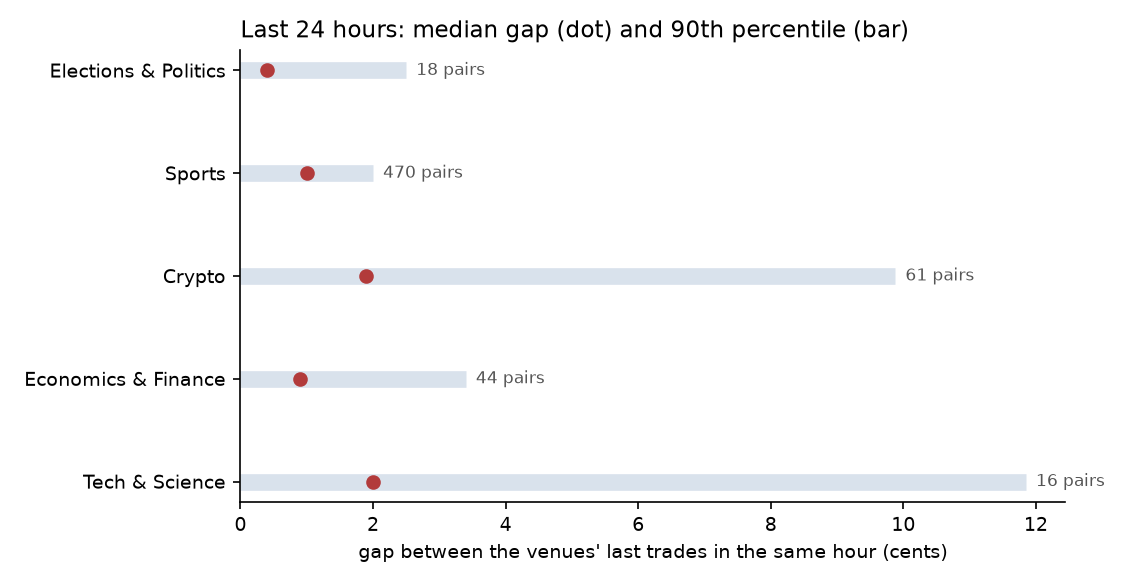 Last 24 hours: median gap (dot) and 90th percentile (bar)
Elections & Politics
18 pairs
Sports
470 pairs
Crypto
61 pairs
Economics & Finance
44 pairs
Tech & Science
16 pairs
0 2 4 6 8 10 12
gap between the venues' last trades in the same hour (cents)